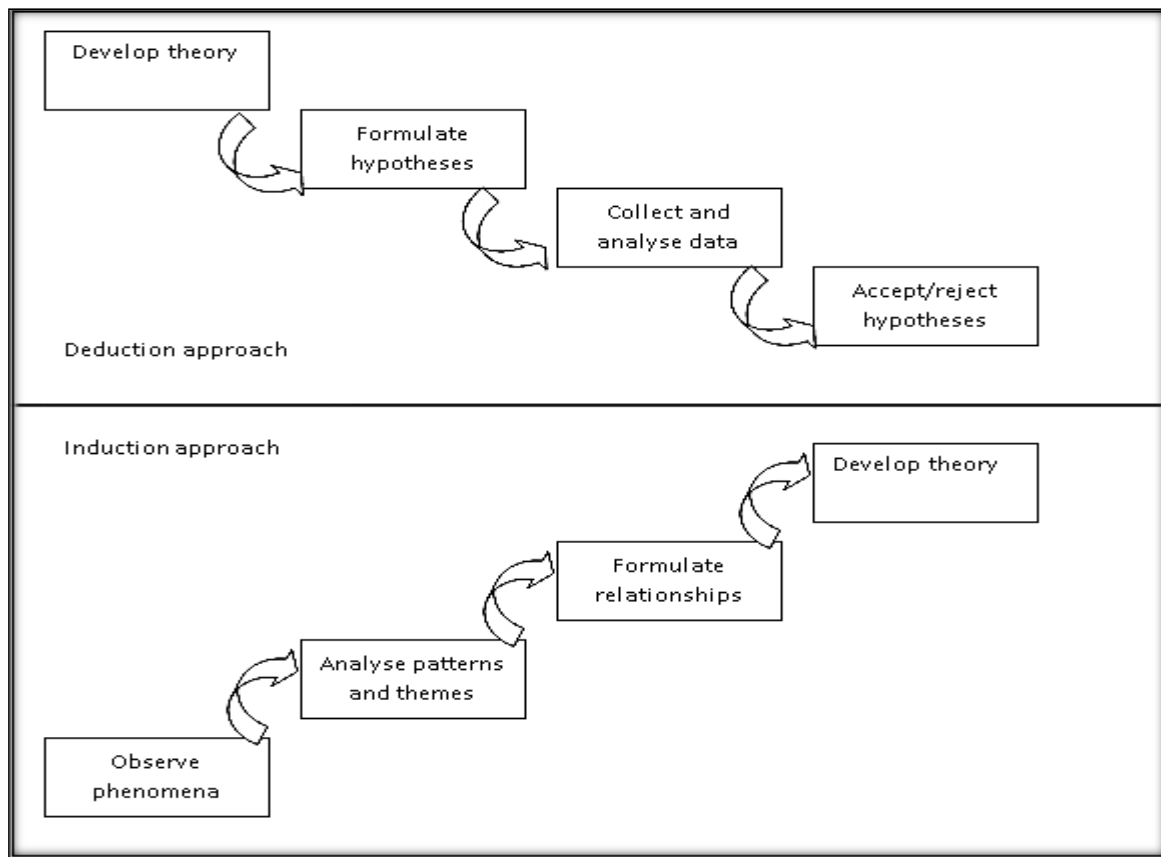 Develop theory
Formulate
hypotheses
Collect and
analyse data
Accept/reject
hypotheses
Deduction approach
Induction approach
Develop theory
Formulate
relationships
Analyse patterns
and themes
Observe
phenomena